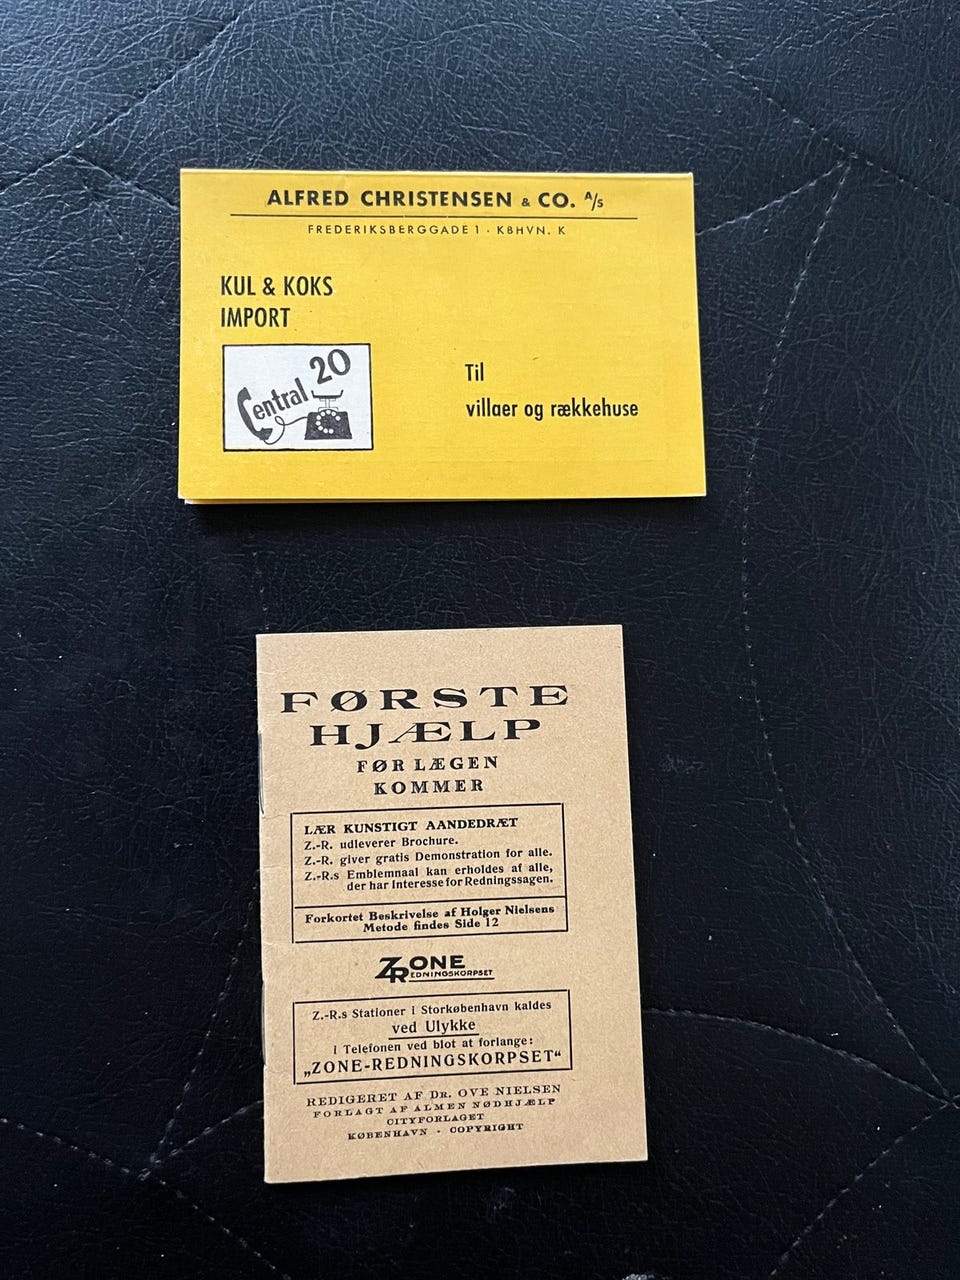 ALFRED CHRISTENSEN & CO. A/S
FREDERIKSBERGGADE 1 · KBHVN. K
KUL & KOKS
IMPORT
Central 20
Til
villaer og rækkehuse
FØRSTE
HJÆLP
FØR LÆGEN
KOMMER
LÆR KUNSTIGT AANDEDRÆT
Z.-R. udleverer Brochure.
Z.-R. giver gratis Demonstration for alle.
Z.-R.s Emblemnaal kan erholdes af alle,
der har Interesse for Redningssagen.
Forkortet Beskrivelse af Holger Nielsens
Metode findes Side 12
ZONE
REDNINGSKORPSET
Z.-R.s Stationer i Storkøbenhavn kaldes
ved Ulykke
i Telefonen ved blot at forlange:
„ZONE-REDNINGSKORPSET“
REDIGERET AF DR. OVE NIELSEN
FORLAGT AF ALMEN NØDHJÆLP
CITYFORLAGET
KØBENHAVN - COPYRIGHT